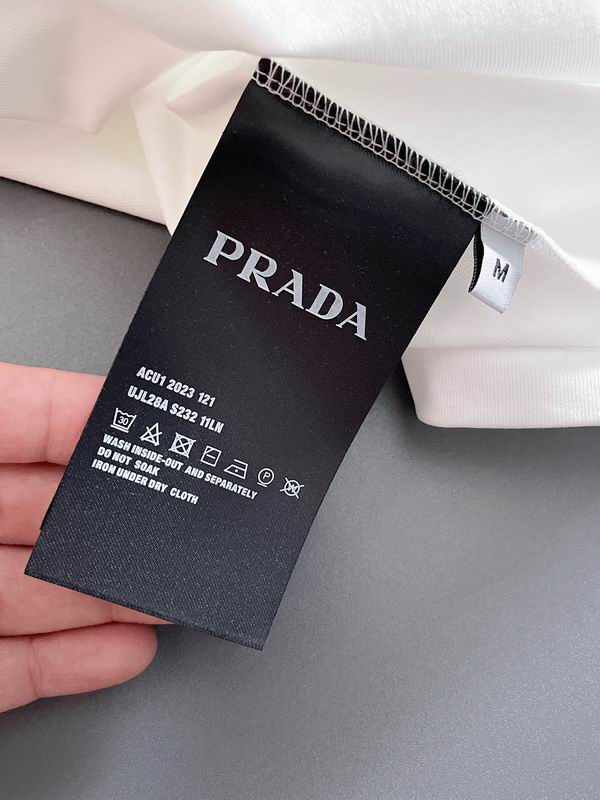 PRADA
M
ACU1 2023 121
UJL28A S232 11LN
30
P
W
WASH INSIDE-OUT AND SEPARATELY
DO NOT SOAK
IRON UNDER DRY CLOTH